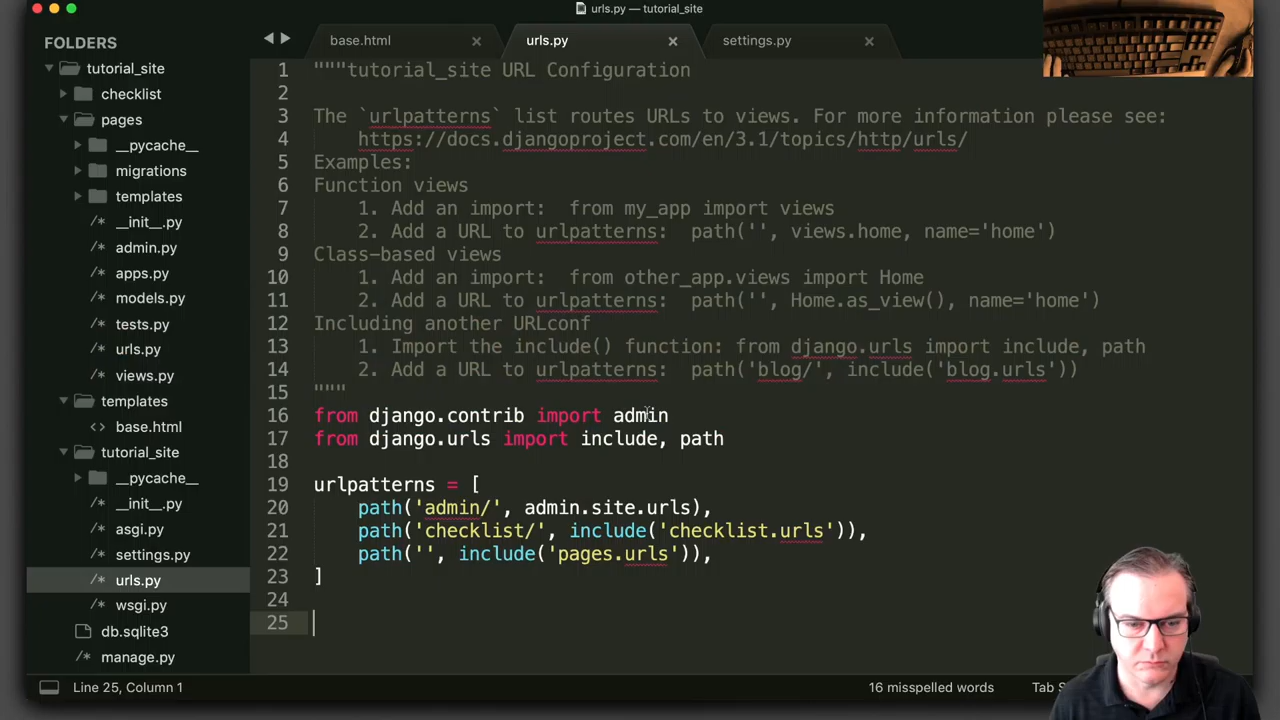 urls.py — tutorial_site
FOLDERS
tutorial_site
checklist
pages
__pycache__
migrations
templates
__init__.py
admin.py
apps.py
models.py
tests.py
urls.py
views.py
templates
base.html
tutorial_site
__pycache__
__init__.py
asgi.py
settings.py
urls.py
wsgi.py
db.sqlite3
manage.py
base.html
urls.py
settings.py
1 """tutorial_site URL Configuration
2
3 The `urlpatterns` list routes URLs to views. For more information please see:
4     https://docs.djangoproject.com/en/3.1/topics/http/urls/
5 Examples:
6 Function views
7     1. Add an import:  from my_app import views
8     2. Add a URL to urlpatterns:  path('', views.home, name='home')
9 Class-based views
10     1. Add an import:  from other_app.views import Home
11     2. Add a URL to urlpatterns:  path('', Home.as_view(), name='home')
12 Including another URLconf
13     1. Import the include() function: from django.urls import include, path
14     2. Add a URL to urlpatterns:  path('blog/', include('blog.urls'))
15 """
16 from django.contrib import admin
17 from django.urls import include, path
18
19 urlpatterns = [
20     path('admin/', admin.site.urls),
21     path('checklist/', include('checklist.urls')),
22     path('', include('pages.urls')),
23 ]
24
25
Line 25, Column 1
16 misspelled words
Tab